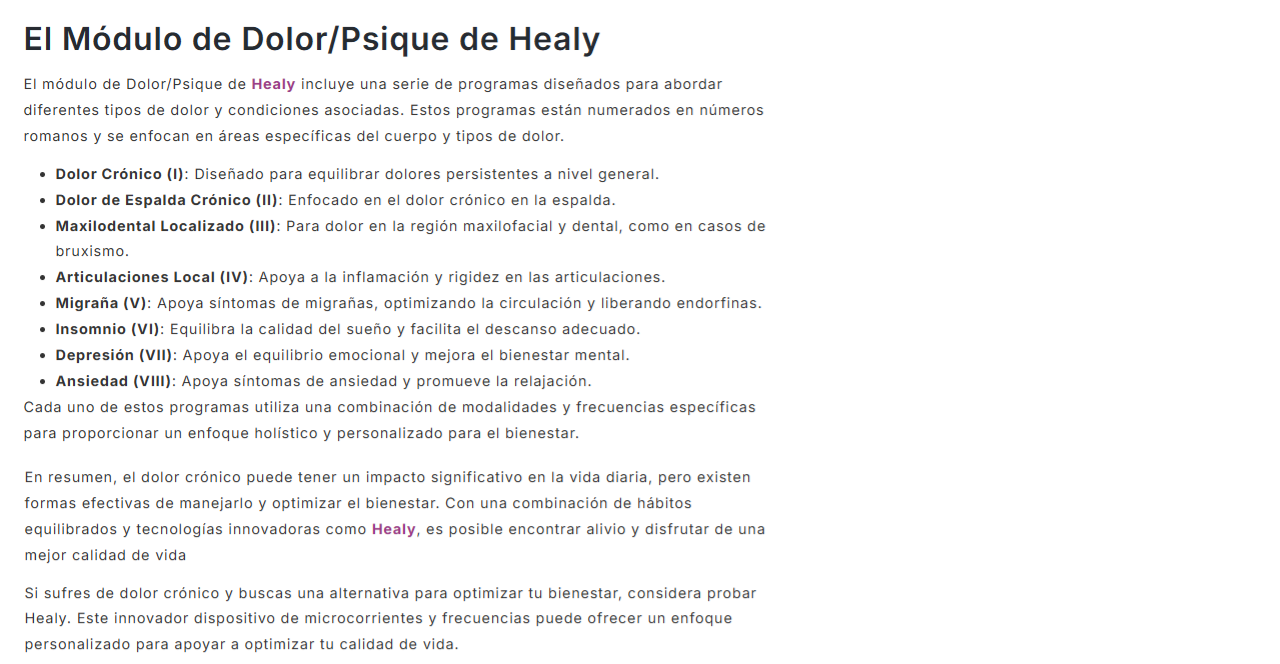 El Módulo de Dolor/Psique de Healy
El módulo de Dolor/Psique de Healy incluye una serie de programas diseñados para abordar
diferentes tipos de dolor y condiciones asociadas. Estos programas están numerados en números
romanos y se enfocan en áreas específicas del cuerpo y tipos de dolor.
• Dolor Crónico (I): Diseñado para equilibrar dolores persistentes a nivel general.
• Dolor de Espalda Crónico (II): Enfocado en el dolor crónico en la espalda.
• Maxilodental Localizado (III): Para dolor en la región maxilofacial y dental, como en casos de
bruxismo.
• Articulaciones Local (IV): Apoya a la inflamación y rigidez en las articulaciones.
• Migraña (V): Apoya síntomas de migrañas, optimizando la circulación y liberando endorfinas.
• Insomnio (VI): Equilibra la calidad del sueño y facilita el descanso adecuado.
• Depresión (VII): Apoya el equilibrio emocional y mejora el bienestar mental.
• Ansiedad (VIII): Apoya síntomas de ansiedad y promueve la relajación.
Cada uno de estos programas utiliza una combinación de modalidades y frecuencias específicas
para proporcionar un enfoque holístico y personalizado para el bienestar.
En resumen, el dolor crónico puede tener un impacto significativo en la vida diaria, pero existen
formas efectivas de manejarlo y optimizar el bienestar. Con una combinación de hábitos
equilibrados y tecnologías innovadoras como Healy, es posible encontrar alivio y disfrutar de una
mejor calidad de vida
Si sufres de dolor crónico y buscas una alternativa para optimizar tu bienestar, considera probar
Healy. Este innovador dispositivo de microcorrientes y frecuencias puede ofrecer un enfoque
personalizado para apoyar a optimizar tu calidad de vida.